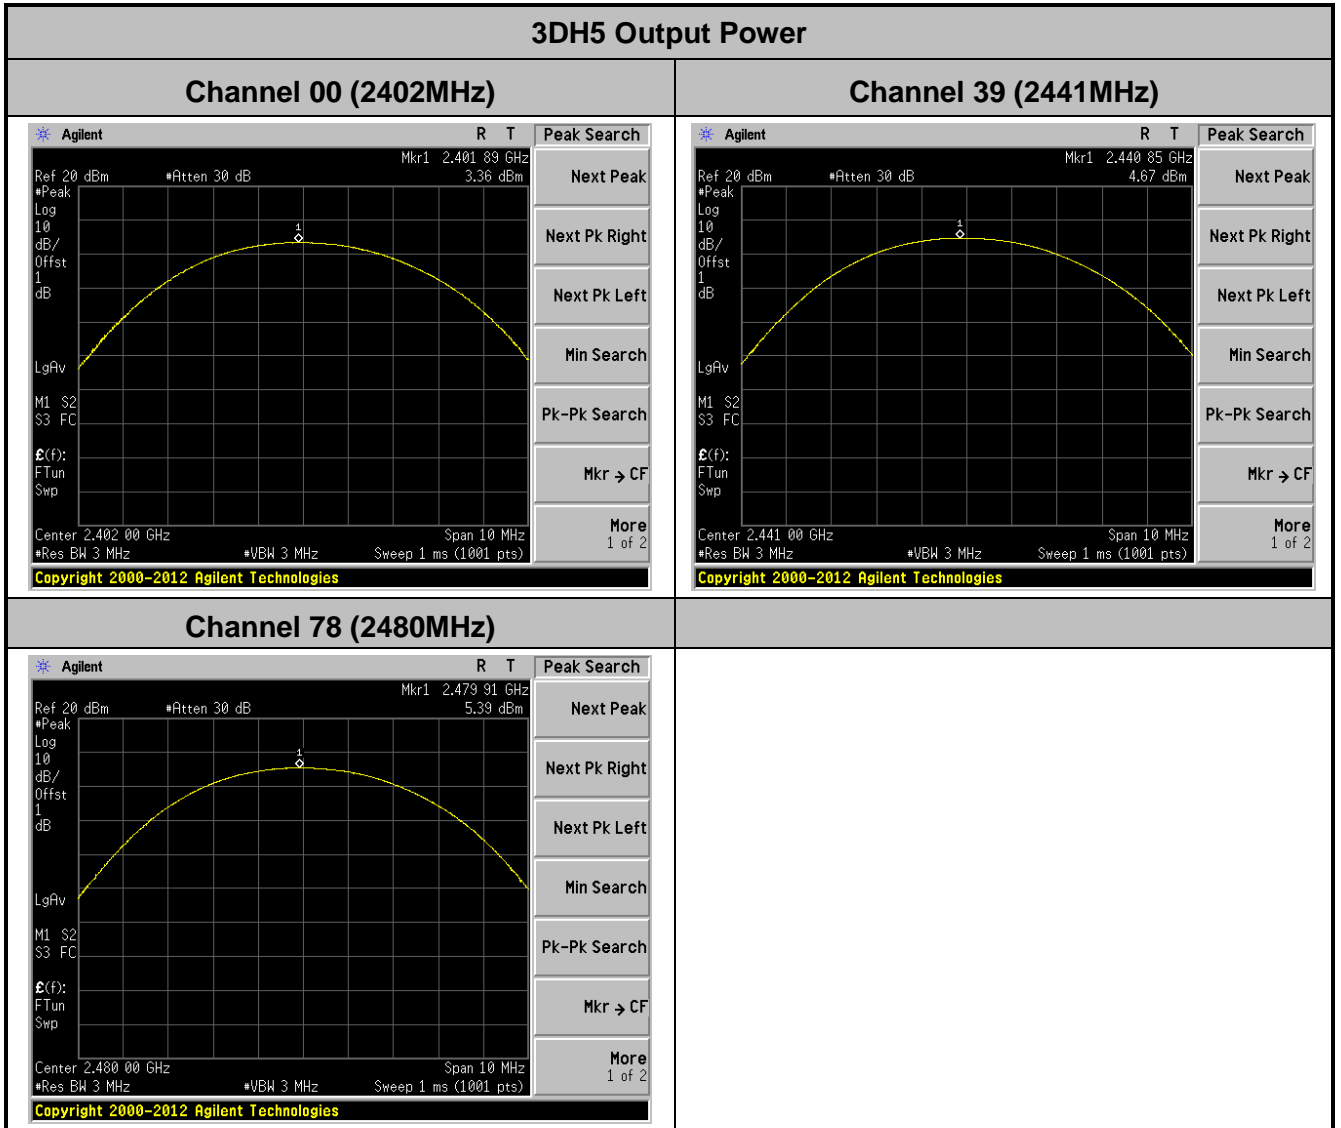 3DH5 Output Power
Channel 00 (2402MHz)
Channel 39 (2441MHz)
Agilent R T Peak Search
Mkr1 2.401 89 GHz
Ref 20 dBm #Atten 30 dB 3.36 dBm
#Peak
Log
10
dB/
Offst
1
dB
1
LgAv
M1 S2
S3 FC
£(f):
FTun
Swp
Center 2.402 00 GHz Span 10 MHz
#Res BW 3 MHz #VBW 3 MHz Sweep 1 ms (1001 pts)
Copyright 2000-2012 Agilent Technologies
Next Peak
Next Pk Right
Next Pk Left
Min Search
Pk-Pk Search
Mkr → CF
More
1 of 2
Agilent R T Peak Search
Mkr1 2.440 85 GHz
Ref 20 dBm #Atten 30 dB 4.67 dBm
#Peak
Log
10
dB/
Offst
1
dB
1
LgAv
M1 S2
S3 FC
£(f):
FTun
Swp
Center 2.441 00 GHz Span 10 MHz
#Res BW 3 MHz #VBW 3 MHz Sweep 1 ms (1001 pts)
Copyright 2000-2012 Agilent Technologies
Next Peak
Next Pk Right
Next Pk Left
Min Search
Pk-Pk Search
Mkr → CF
More
1 of 2
Channel 78 (2480MHz)
Agilent R T Peak Search
Mkr1 2.479 91 GHz
Ref 20 dBm #Atten 30 dB 5.39 dBm
#Peak
Log
10
dB/
Offst
1
dB
1
LgAv
M1 S2
S3 FC
£(f):
FTun
Swp
Center 2.480 00 GHz Span 10 MHz
#Res BW 3 MHz #VBW 3 MHz Sweep 1 ms (1001 pts)
Copyright 2000-2012 Agilent Technologies
Next Peak
Next Pk Right
Next Pk Left
Min Search
Pk-Pk Search
Mkr → CF
More
1 of 2